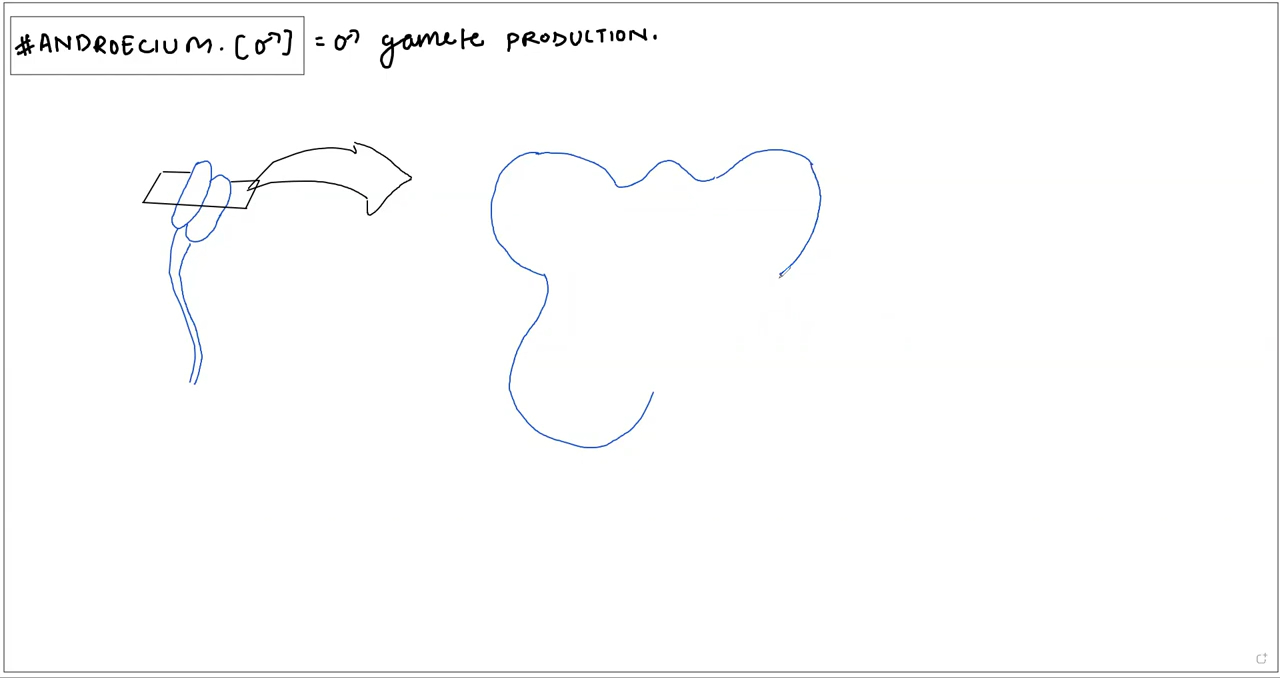 #ANDROECIUM. [♂] = ♂ gamete PRODUCTION.